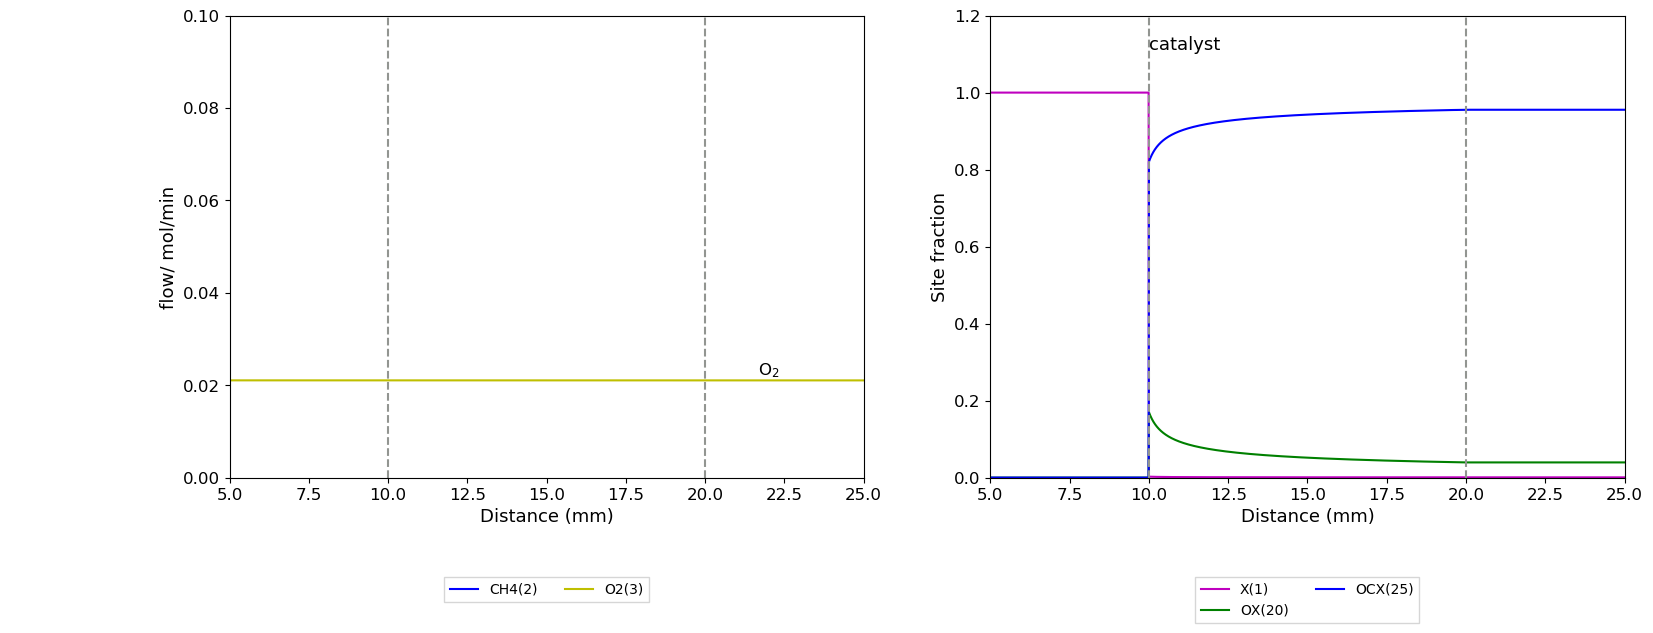 0.10
0.08
0.06
0.04
0.02
0.00
flow/ mol/min
O₂
5.0 7.5 10.0 12.5 15.0 17.5 20.0 22.5 25.0
Distance (mm)
CH4(2) O2(3)
1.2
1.0
0.8
0.6
0.4
0.2
0.0
Site fraction
catalyst
5.0 7.5 10.0 12.5 15.0 17.5 20.0 22.5 25.0
Distance (mm)
X(1) OCX(25)
OX(20)